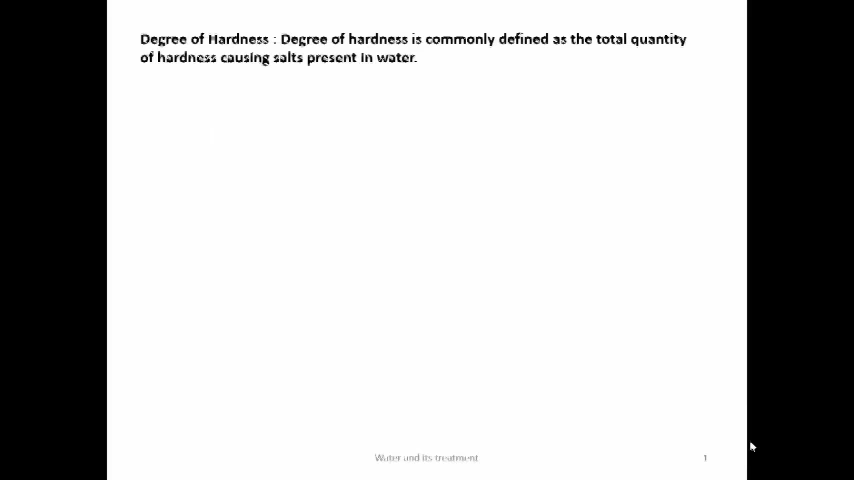 Degree of Hardness : Degree of hardness is commonly defined as the total quantity
of hardness causing salts present in water.
Water and its treatment
1